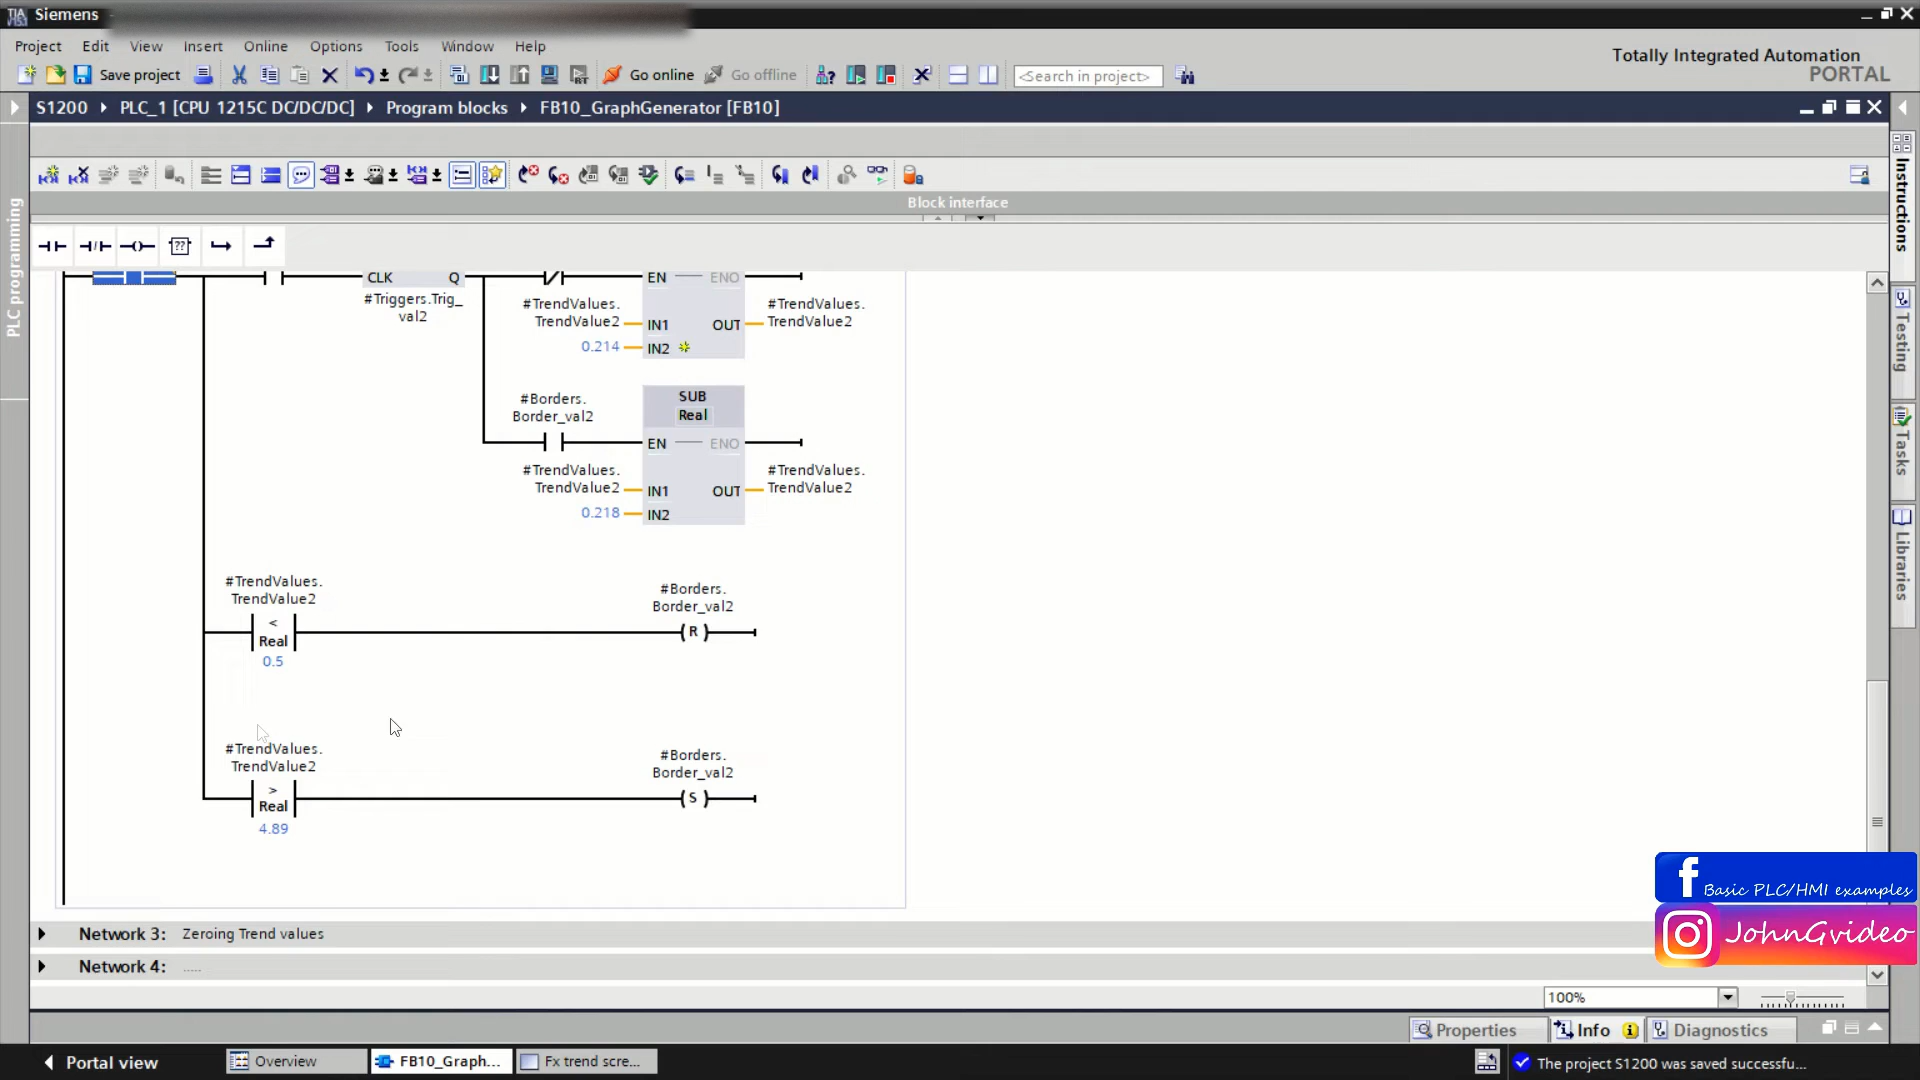 TIA
V15.1
Siemens -
Project Edit View Insert Online Options Tools Window Help
Totally Integrated Automation
PORTAL
Save project Go online Go offline <Search in project>
S1200 PLC_1 [CPU 1215C DC/DC/DC] Program blocks FB10_GraphGenerator [FB10]
Block interface
??
CLK Q EN ENO
#Triggers.Trig_
val2
#TrendValues.
TrendValue2 IN1 OUT
#TrendValues.
TrendValue2
0.214 IN2
#Borders.
Border_val2
SUB
Real
EN ENO
#TrendValues.
TrendValue2 IN1 OUT
#TrendValues.
TrendValue2
0.218 IN2
#TrendValues.
TrendValue2
<
Real
0.5
#Borders.
Border_val2
R
#TrendValues.
TrendValue2
>
Real
4.89
#Borders.
Border_val2
S
Network 3: Zeroing Trend values
Network 4: .....
100%
Properties Info Diagnostics
Portal view Overview FB10_Graph... Fx trend scre... The project S1200 was saved successfu...
PLC programming
Instructions
Testing
Tasks
Libraries
f Basic PLC/HMI examples
JohnGvideo